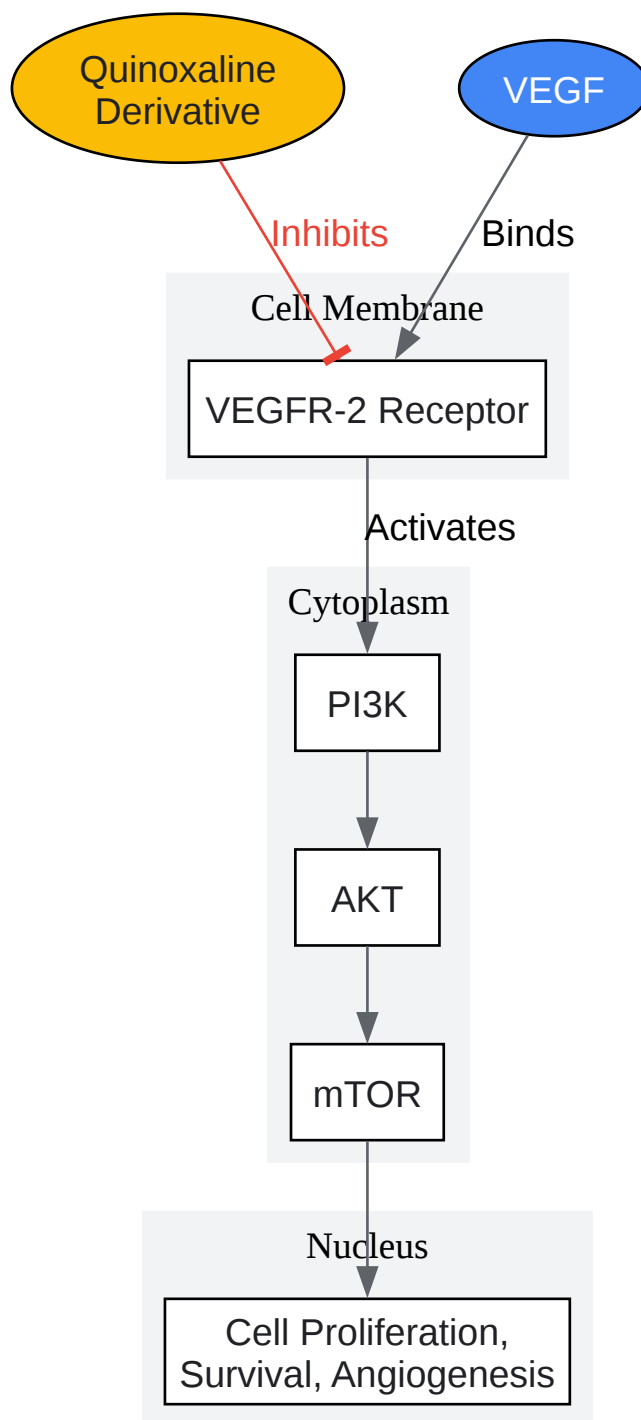 Quinoxaline
Derivative
VEGF
Inhibits
Binds
Cell Membrane
VEGFR-2 Receptor
Activates
Cytoplasm
PI3K
AKT
mTOR
Nucleus
Cell Proliferation,
Survival, Angiogenesis